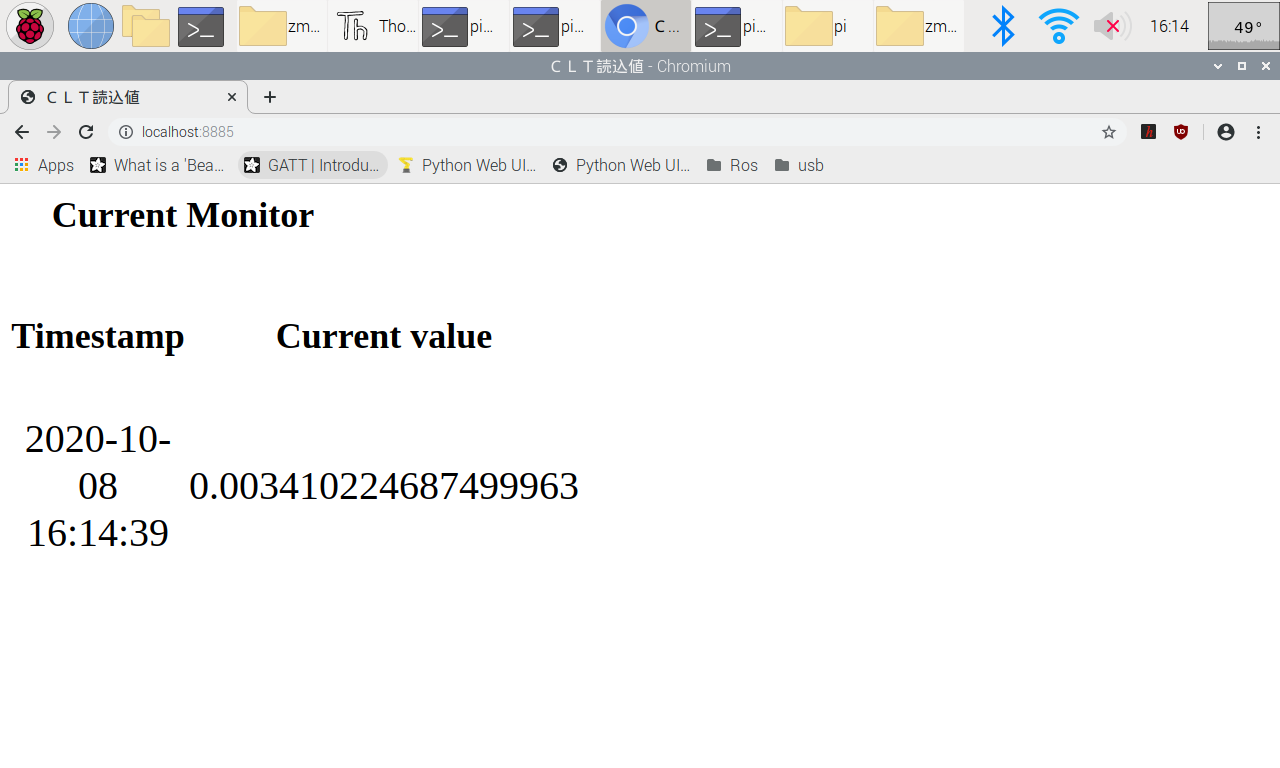 zm... Tho... pi... pi... C ... pi... pi zm... 16:14 49°
ＣＬＴ読込値 - Chromium
ＣＬＴ読込値
localhost:8885
Apps What is a 'Bea... GATT | Introdu... Python Web UI... Python Web UI... Ros usb
Current Monitor
Timestamp Current value
2020-10-
08 0.003410224687499963
16:14:39